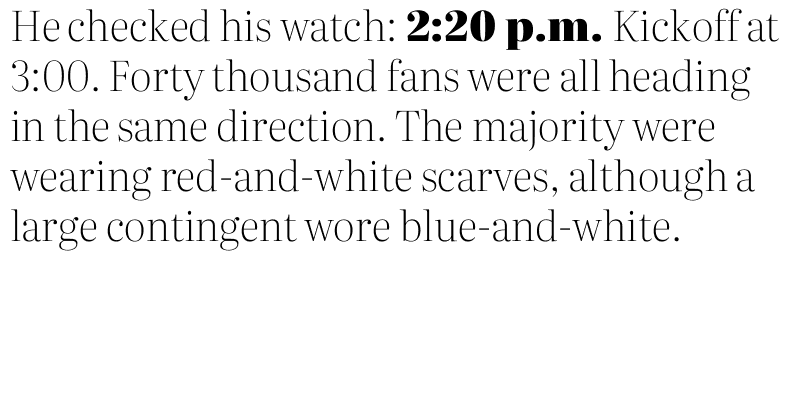 He checked his watch: 2:20 p.m. Kickoff at
3:00. Forty thousand fans were all heading
in the same direction. The majority were
wearing red-and-white scarves, although a
large contingent wore blue-and-white.